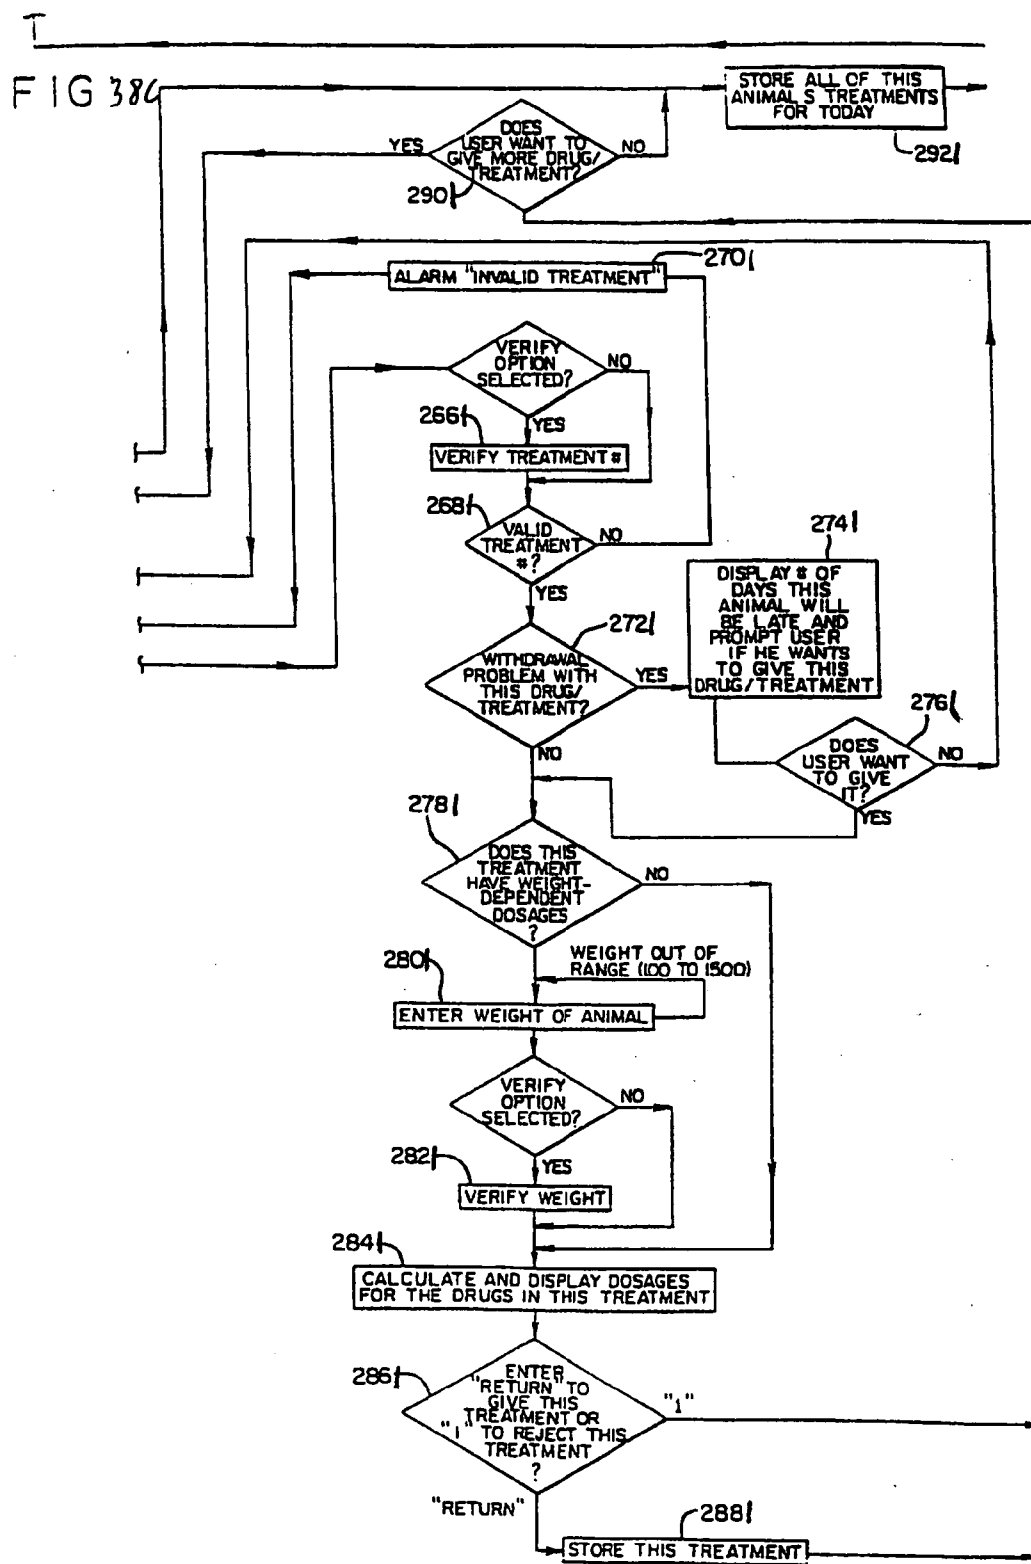 T
FIG 38C
STORE ALL OF THIS
ANIMAL S TREATMENTS
FOR TODAY
292
DOES
USER WANT TO
GIVE MORE DRUG/
TREATMENT?
YES
NO
290
270
ALARM "INVALID TREATMENT"
VERIFY
OPTION
SELECTED?
NO
YES
266
VERIFY TREATMENT #
268
VALID
TREATMENT
#?
NO
YES
274
DISPLAY # OF
DAYS THIS
ANIMAL WILL
BE LATE AND
PROMPT USER
IF HE WANTS
TO GIVE THIS
DRUG/TREATMENT
272
WITHDRAWAL
PROBLEM WITH
THIS DRUG/
TREATMENT?
YES
NO
276
DOES
USER WANT
TO GIVE
IT?
NO
YES
278
DOES THIS
TREATMENT
HAVE WEIGHT-
DEPENDENT
DOSAGES
?
NO
WEIGHT OUT OF
RANGE (100 TO 1500)
280
ENTER WEIGHT OF ANIMAL
VERIFY
OPTION
SELECTED?
NO
YES
282
VERIFY WEIGHT
284
CALCULATE AND DISPLAY DOSAGES
FOR THE DRUGS IN THIS TREATMENT
286
ENTER
"RETURN" TO
GIVE THIS
TREATMENT OR
"1" TO REJECT THIS
TREATMENT
?
"1"
"RETURN"
288
STORE THIS TREATMENT